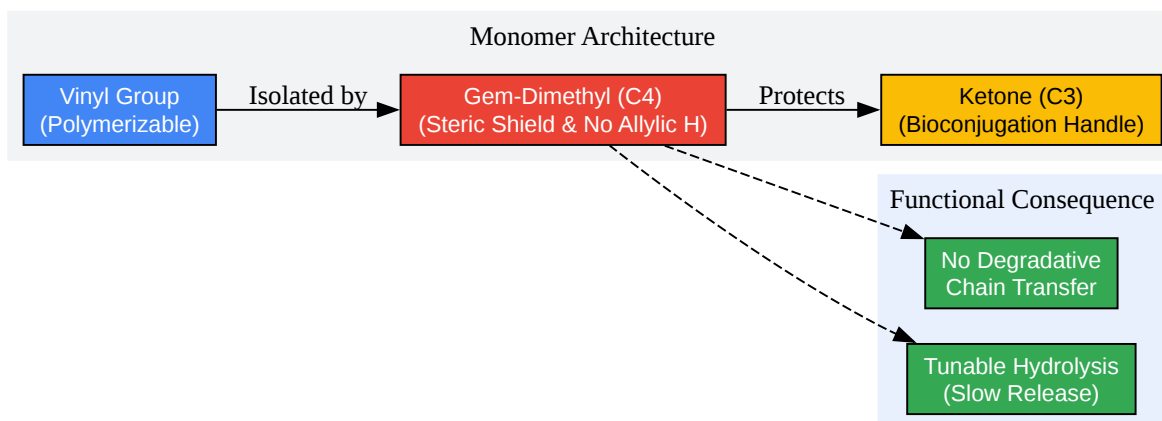 Monomer Architecture
Vinyl Group
(Polymerizable)
Isolated by
Gem-Dimethyl (C4)
(Steric Shield & No Allylic H)
Protects
Ketone (C3)
(Bioconjugation Handle)
Functional Consequence
No Degradative
Chain Transfer
Tunable Hydrolysis
(Slow Release)